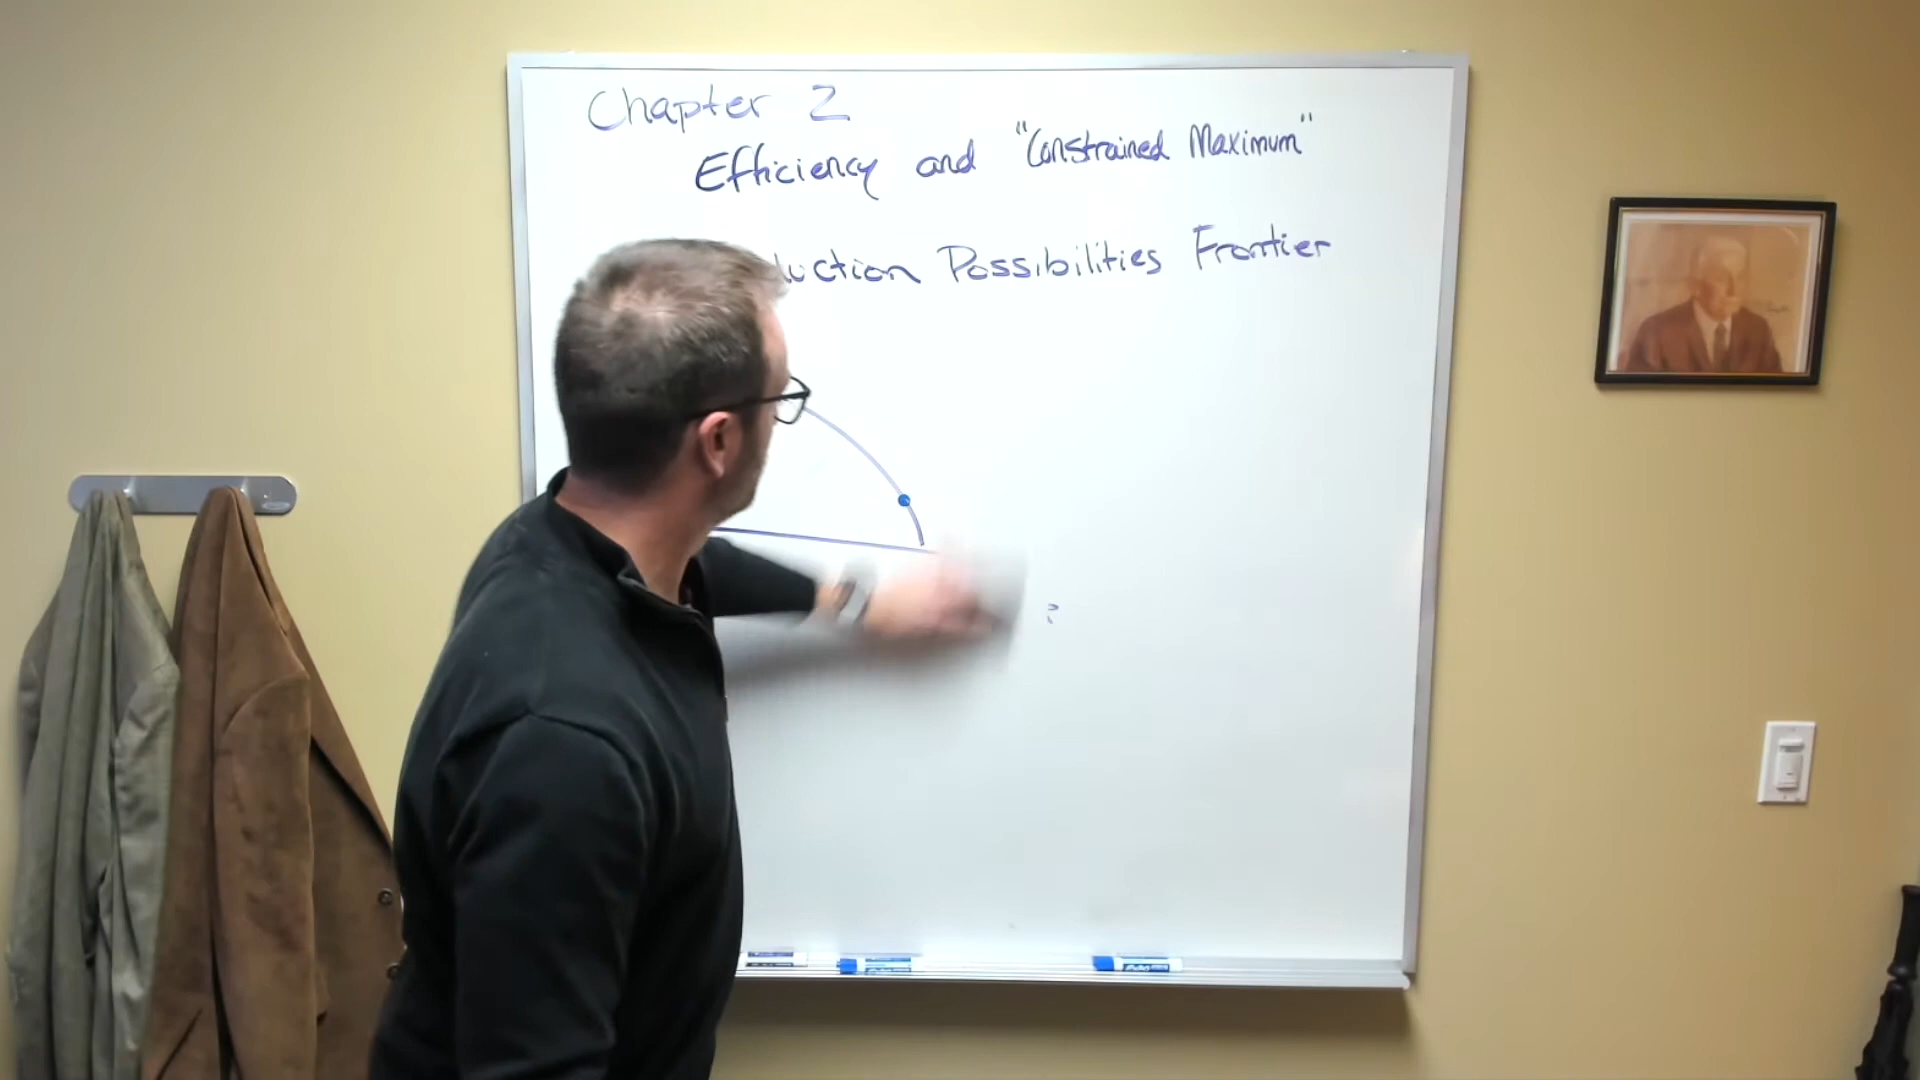 Chapter 2
Efficiency and "Constrained Maximum"
duction Possibilities Frontier